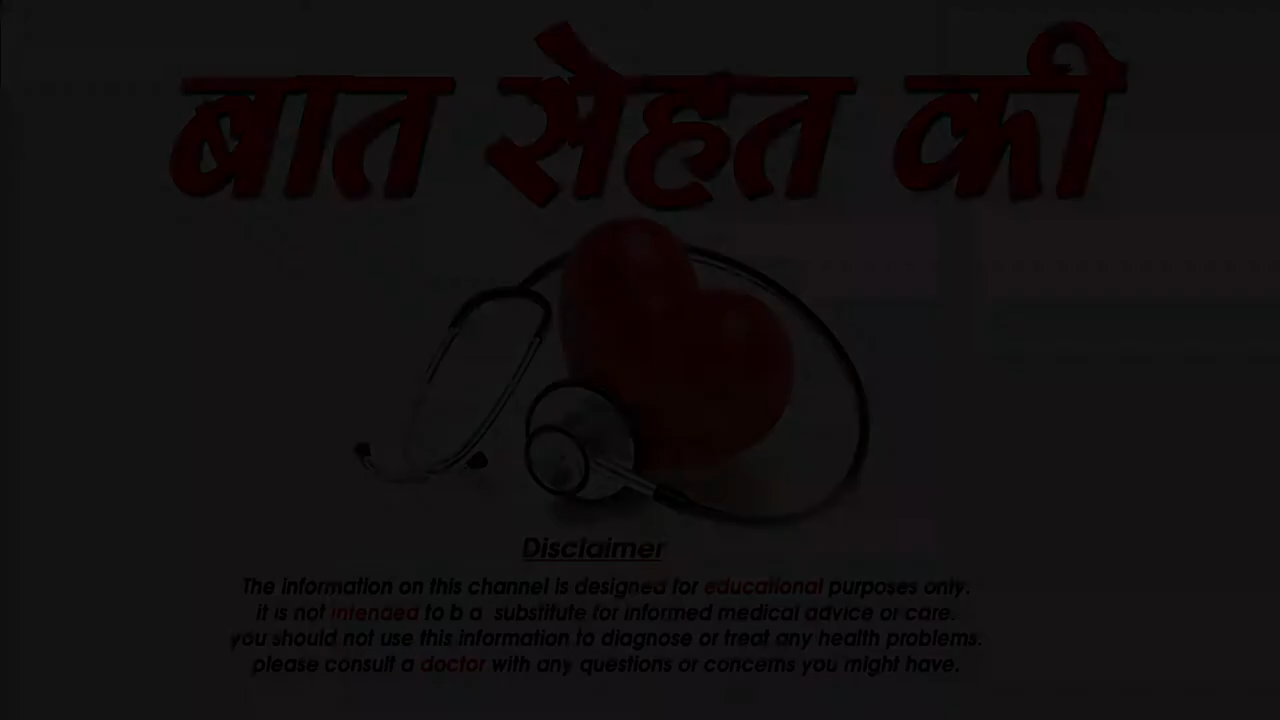 बात सेहत की
Disclaimer
The information on this channel is designed for educational purposes only.
it is not intended to b a substitute for informed medical advice or care.
you should not use this information to diagnose or treat any health problems.
please consult a doctor with any questions or concerns you might have.